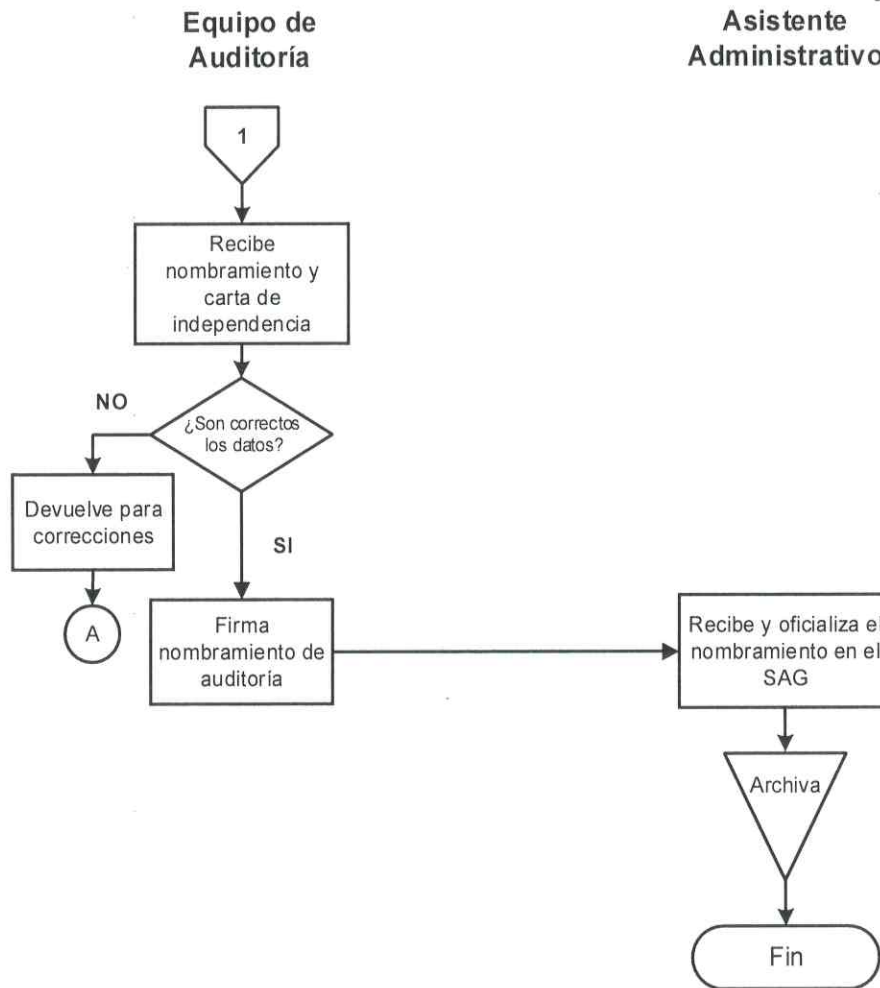 Equipo de
Auditoría
Asistente
Administrativo
1
Recibe
nombramiento y
carta de
independencia
NO
¿Son correctos
los datos?
Devuelve para
correcciones
SI
A
Firma
nombramiento de
auditoría
Recibe y oficializa el
nombramiento en el
SAG
Archiva
Fin